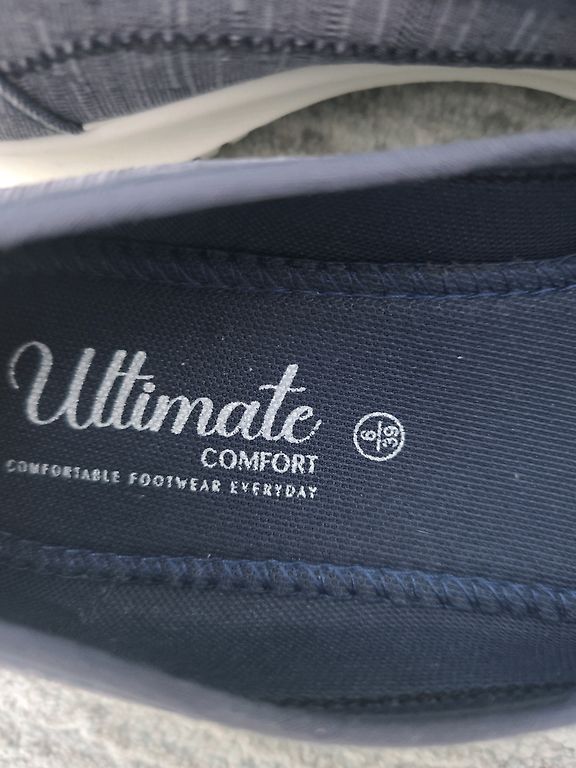 Ultimate
COMFORT
COMFORTABLE FOOTWEAR EVERYDAY
6
39